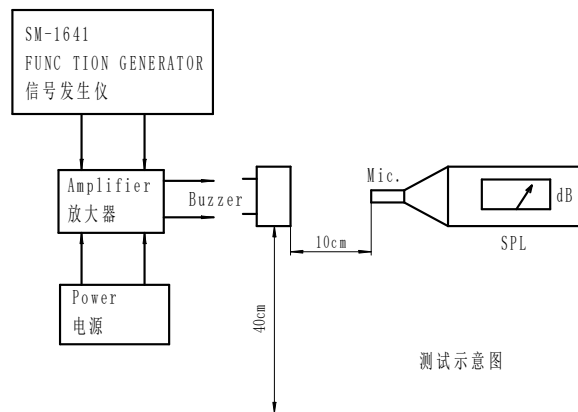 SM-1641
FUNC TION GENERATOR
信号发生仪
Amplifier
放大器
Buzzer
Mic.
dB
SPL
10cm
40cm
Power
电源
测试示意图